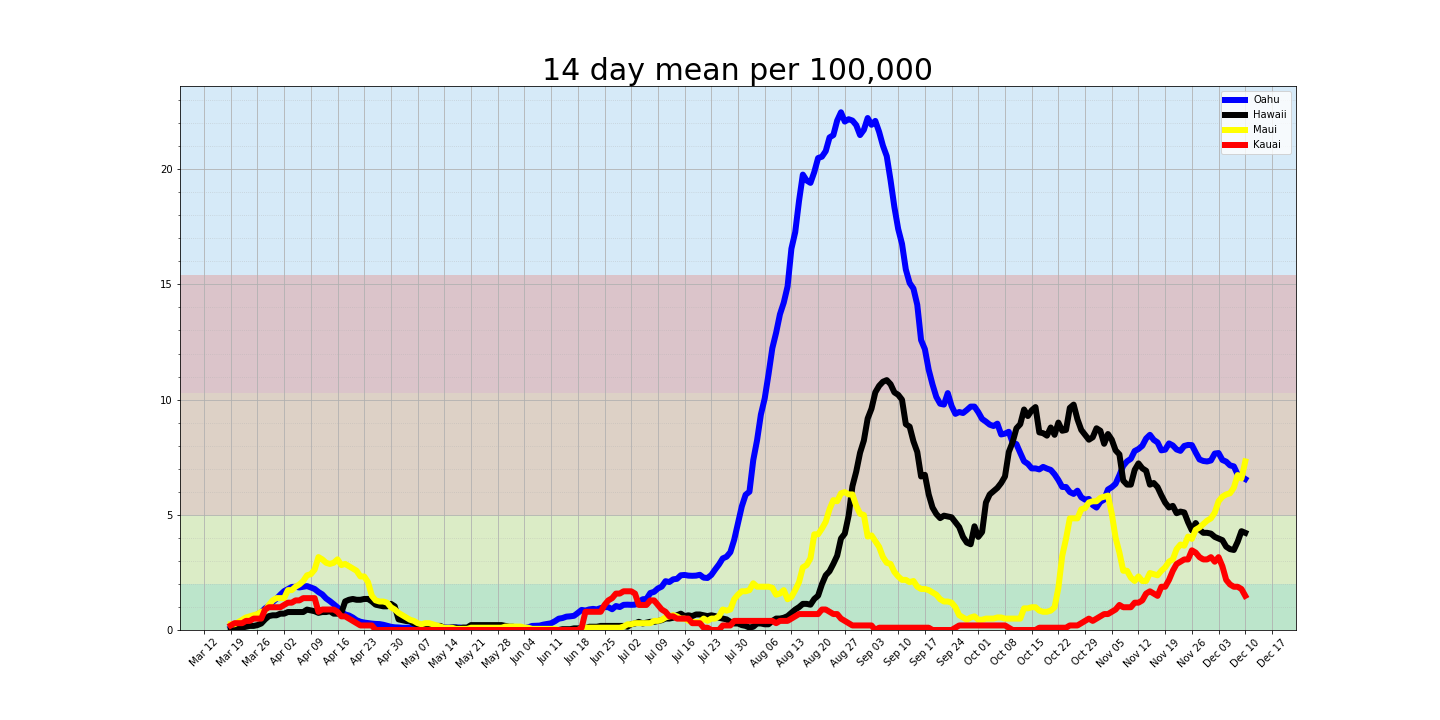 14 day mean per 100,000
Oahu
Hawaii
Maui
Kauai
20
15
10
5
0
Mar 12
Mar 19
Mar 26
Apr 02
Apr 09
Apr 16
Apr 23
Apr 30
May 07
May 14
May 21
May 28
Jun 04
Jun 11
Jun 18
Jun 25
Jul 02
Jul 09
Jul 16
Jul 23
Jul 30
Aug 06
Aug 13
Aug 20
Aug 27
Sep 03
Sep 10
Sep 17
Sep 24
Oct 01
Oct 08
Oct 15
Oct 22
Oct 29
Nov 05
Nov 12
Nov 19
Nov 26
Dec 03
Dec 10
Dec 17